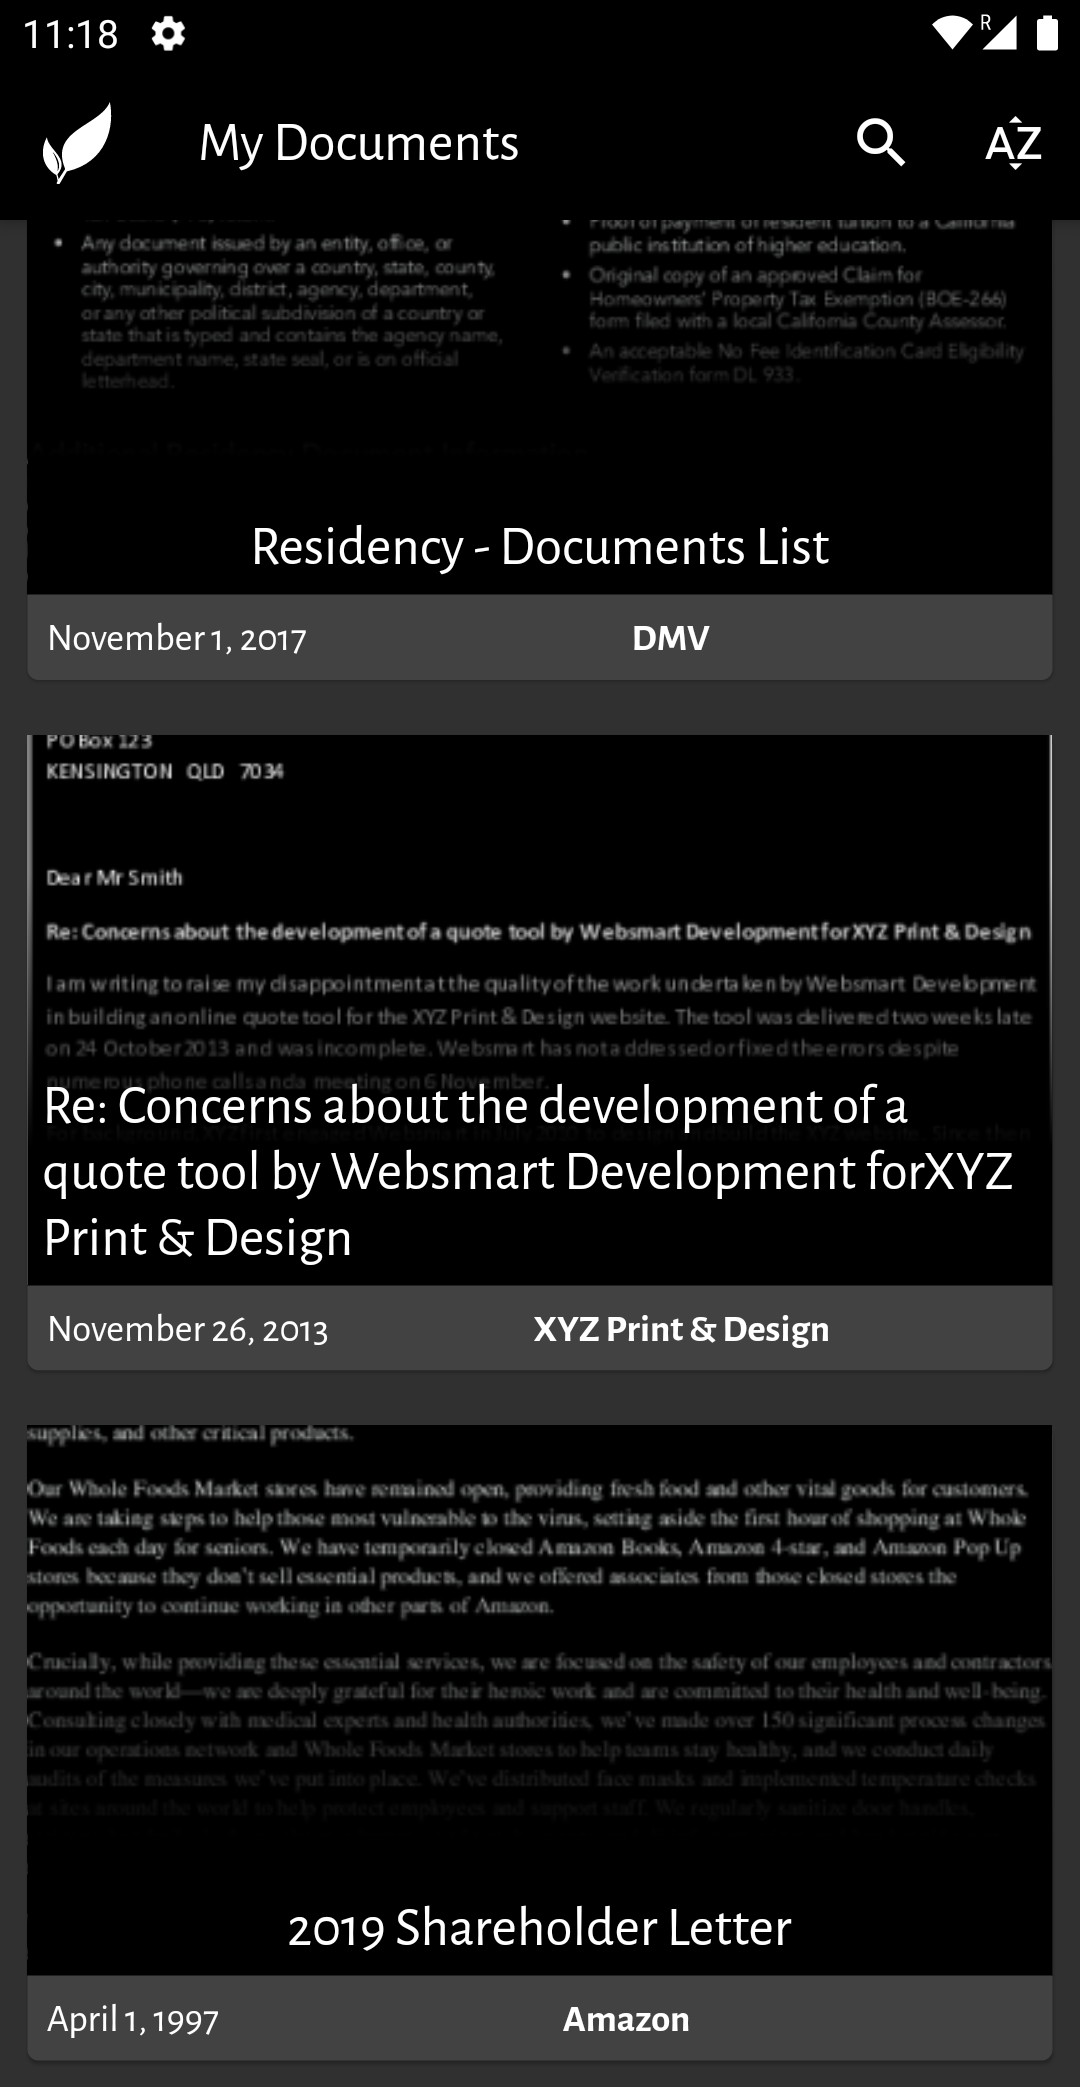 11:18
R
My Documents
AZ
Any document issued by an entity, office, or
authority governing over a country, state, county,
city, municipality, district, agency, department,
or any other political subdivision of a country or
state that is typed and contains the agency name,
department name, state seal, or is on official
letterhead.
Proof of payment of resident tuition to a California
public institution of higher education.
Original copy of an approved Claim for
Homeowners' Property Tax Exemption (BOE-266)
form filed with a local California County Assessor.
An acceptable No Fee Identification Card Eligibility
Verification form DL 933.
Additional Residency Document Information
Residency - Documents List
November 1, 2017
DMV
PO Box 123
KENSINGTON QLD 7034
Dear Mr Smith
Re: Concerns about the development of a quote tool by Websmart Development for XYZ Print & Design
I am writing to raise my disappointment at the quality of the work undertaken by Websmart Development
in building an online quote tool for the XYZ Print & Design website. The tool was delivered two weeks late
on 24 October 2013 and was incomplete. Websmart has not addressed or fixed the errors despite
numerous phone calls and a meeting on 6 November.
Re: Concerns about the development of a
quote tool by Websmart Development forXYZ
Print & Design
November 26, 2013
XYZ Print & Design
supplies, and other critical products.
Our Whole Foods Market stores have remained open, providing fresh food and other vital goods for customers.
We are taking steps to help those most vulnerable to the virus, setting aside the first hour of shopping at Whole
Foods each day for seniors. We have temporarily closed Amazon Books, Amazon 4-star, and Amazon Pop Up
stores because they don't sell essential products, and we offered associates from those closed stores the
opportunity to continue working in other parts of Amazon.
Crucially, while providing these essential services, we are focused on the safety of our employees and contractors
around the world—we are deeply grateful for their heroic work and are committed to their health and well-being.
Consulting closely with medical experts and health authorities, we've made over 150 significant process changes
in our operations network and Whole Foods Market stores to help teams stay healthy, and we conduct daily
audits of the measures we've put into place. We've distributed face masks and implemented temperature checks
at sites around the world to help protect employees and support staff. We regularly sanitize door handles,
2019 Shareholder Letter
April 1, 1997
Amazon